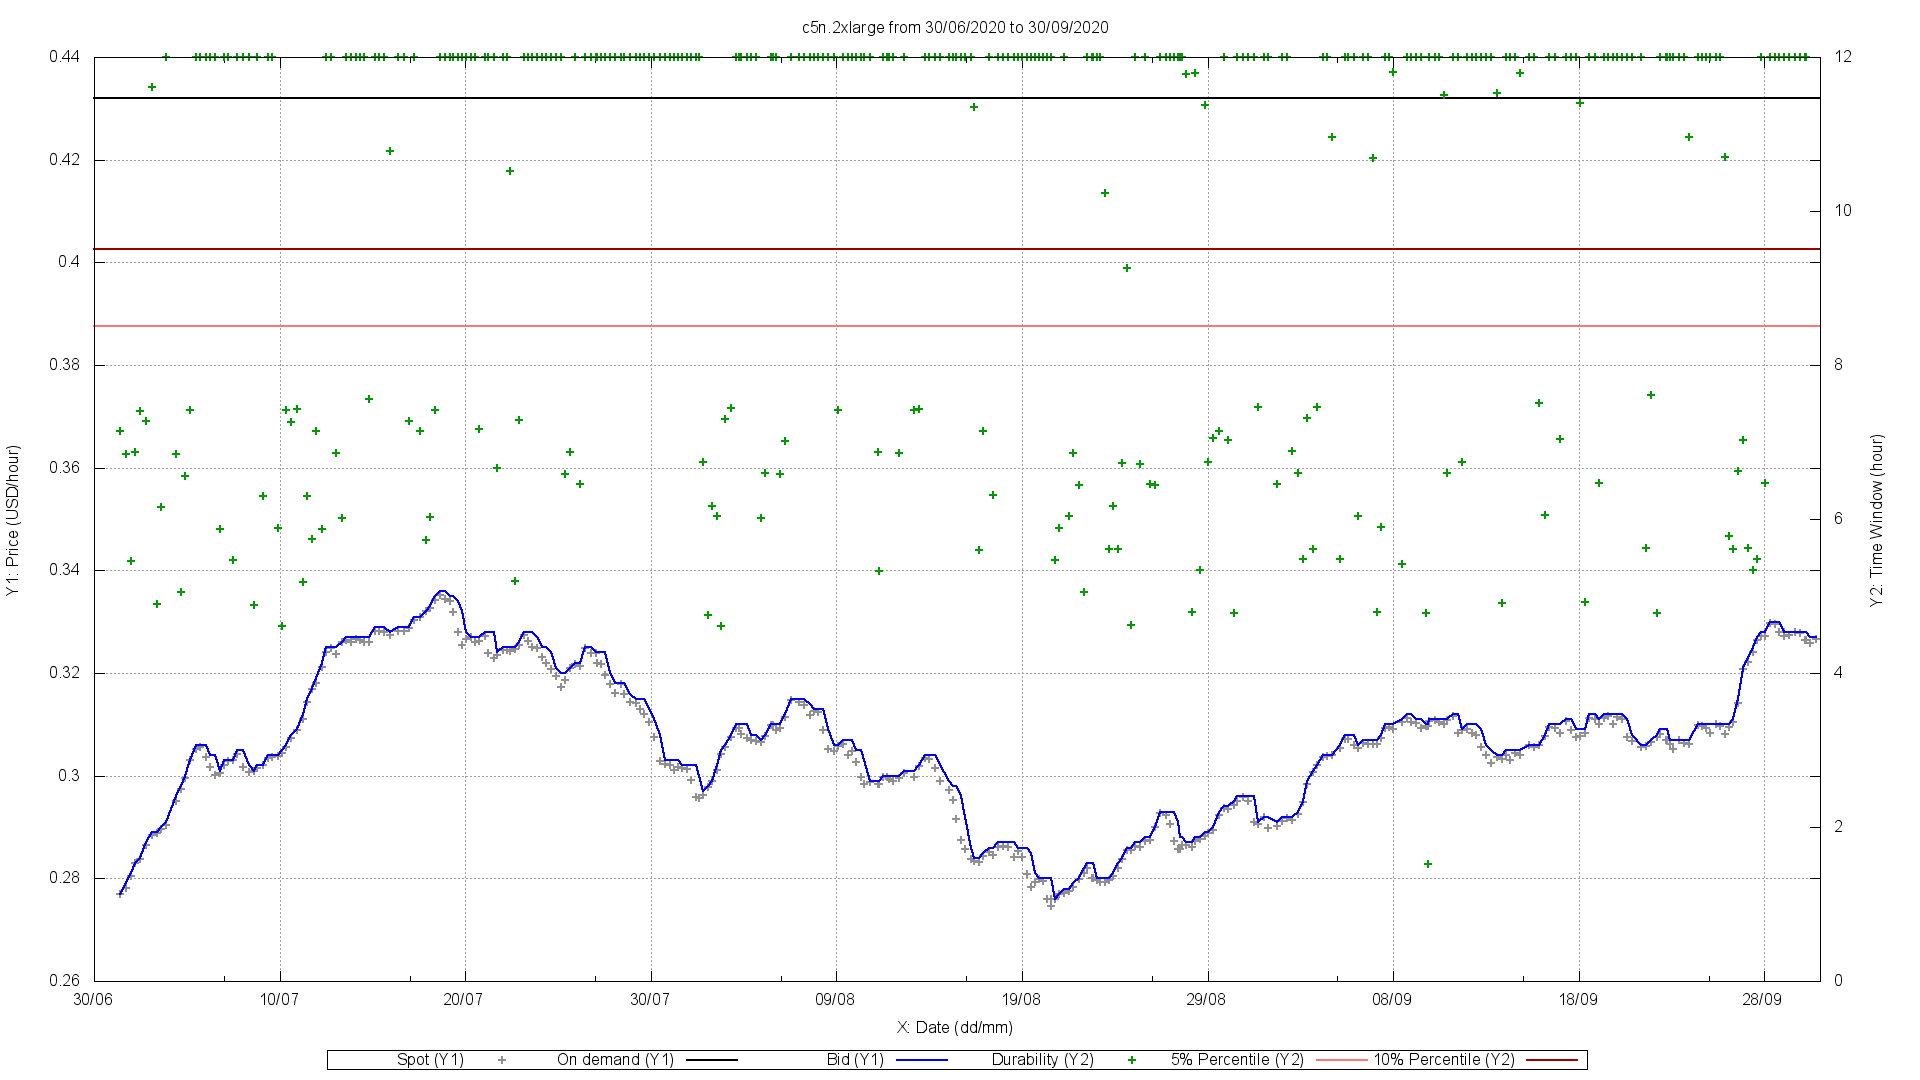 c5n.2xlarge from 30/06/2020 to 30/09/2020
0.44
0.42
0.4
0.38
0.36
0.34
0.32
0.3
0.28
0.26
12
10
8
6
4
2
0
Y1: Price (USD/hour)
Y2: Time Window (hour)
30/06 10/07 20/07 30/07 09/08 19/08 29/08 08/09 18/09 28/09
X: Date (dd/mm)
Spot (Y1) On demand (Y1) Bid (Y1) Durability (Y2) 5% Percentile (Y2) 10% Percentile (Y2)